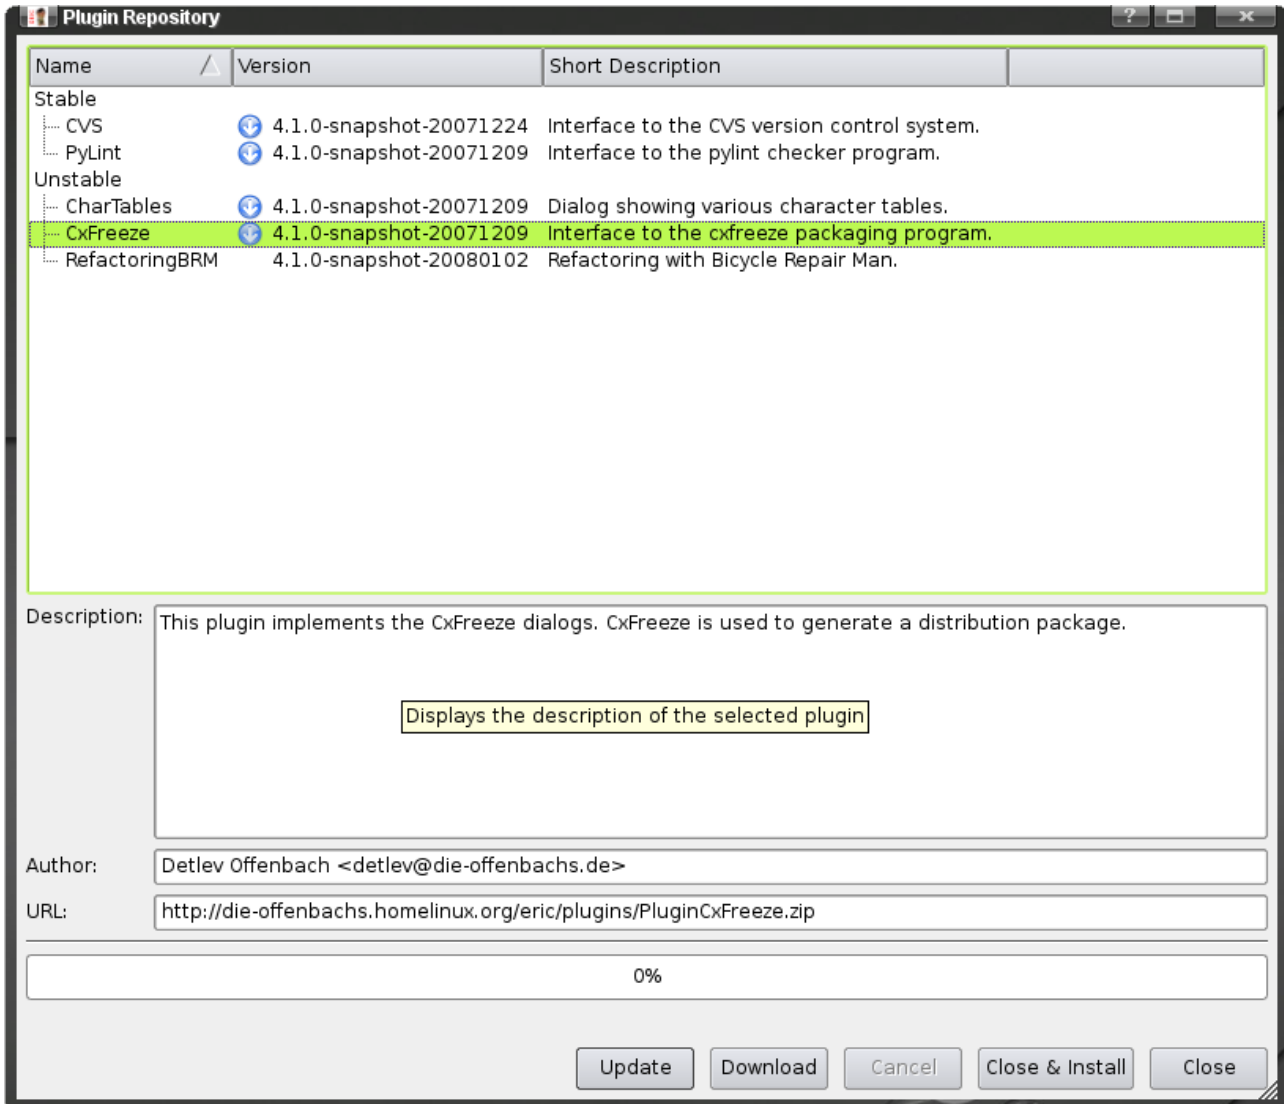 Plugin Repository
Name Version Short Description
Stable
CVS 4.1.0-snapshot-20071224 Interface to the CVS version control system.
PyLint 4.1.0-snapshot-20071209 Interface to the pylint checker program.
Unstable
CharTables 4.1.0-snapshot-20071209 Dialog showing various character tables.
CxFreeze 4.1.0-snapshot-20071209 Interface to the cxfreeze packaging program.
RefactoringBRM 4.1.0-snapshot-20080102 Refactoring with Bicycle Repair Man.
Description: This plugin implements the CxFreeze dialogs. CxFreeze is used to generate a distribution package.
Displays the description of the selected plugin
Author: Detlev Offenbach <detlev@die-offenbachs.de>
URL: http://die-offenbachs.homelinux.org/eric/plugins/PluginCxFreeze.zip
0%
Update Download Cancel Close & Install Close